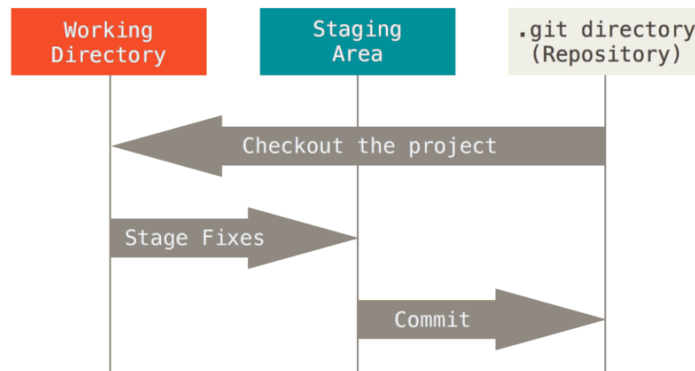 Working
Directory
Staging
Area
.git directory
(Repository)
Checkout the project
Stage Fixes
Commit